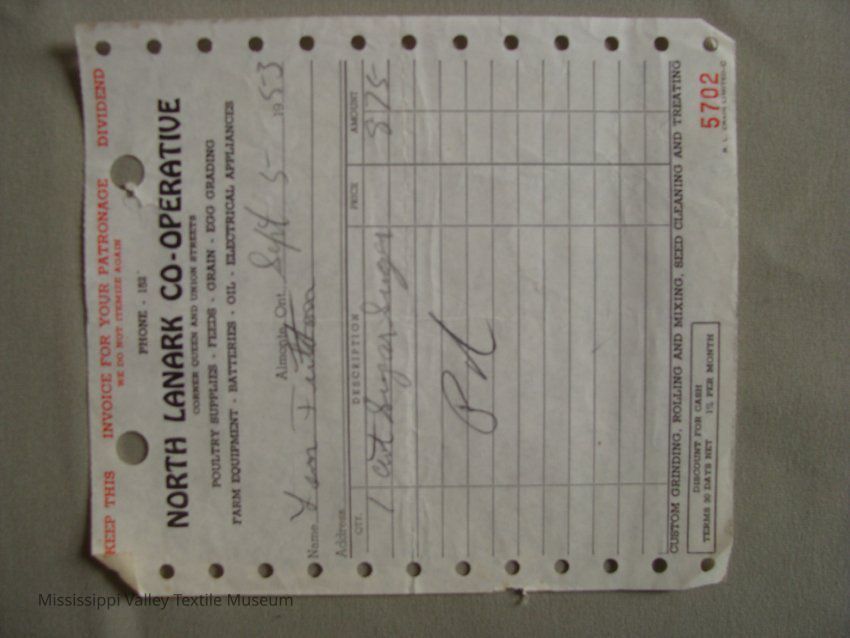 KEEP THIS INVOICE FOR YOUR PATRONAGE DIVIDEND
WE DO NOT ITEMIZE AGAIN
PHONE - 152
NORTH LANARK CO-OPERATIVE
CORNER QUEEN AND UNION STREETS
POULTRY SUPPLIES - FEEDS - GRAIN - EGG GRADING
FARM EQUIPMENT - BATTERIES - OIL - ELECTRICAL APPLIANCES
Almonte, Ont. Sept 5 1953
Name
Address
QTY. DESCRIPTION PRICE AMOUNT
1 cwt Sugar 875
Pd
CUSTOM GRINDING, ROLLING AND MIXING, SEED CLEANING AND TREATING
DISCOUNT FOR CASH
TERMS 30 DAYS NET 1% PER MONTH
5702
Mississippi Valley Textile Museum